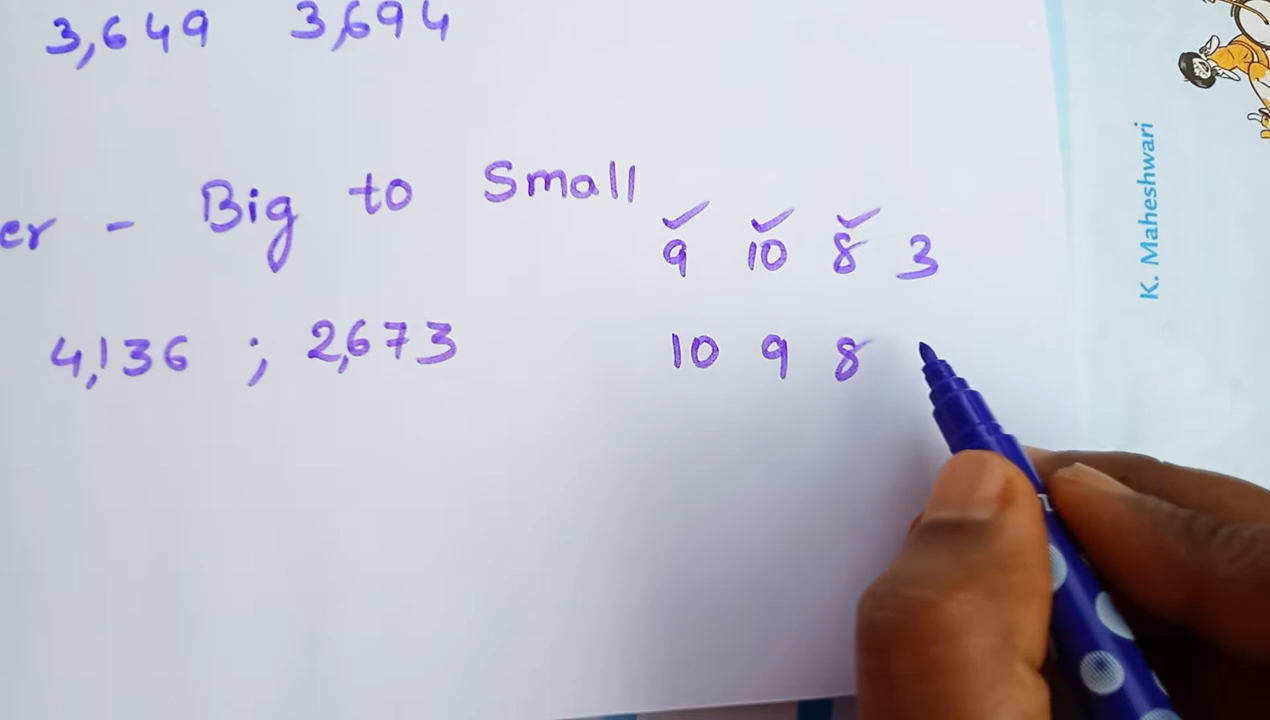 3,649 3,694
er - Big to Small
9 10 8 3
4,136 ; 2,673
10 9 8
K. Maheshwari